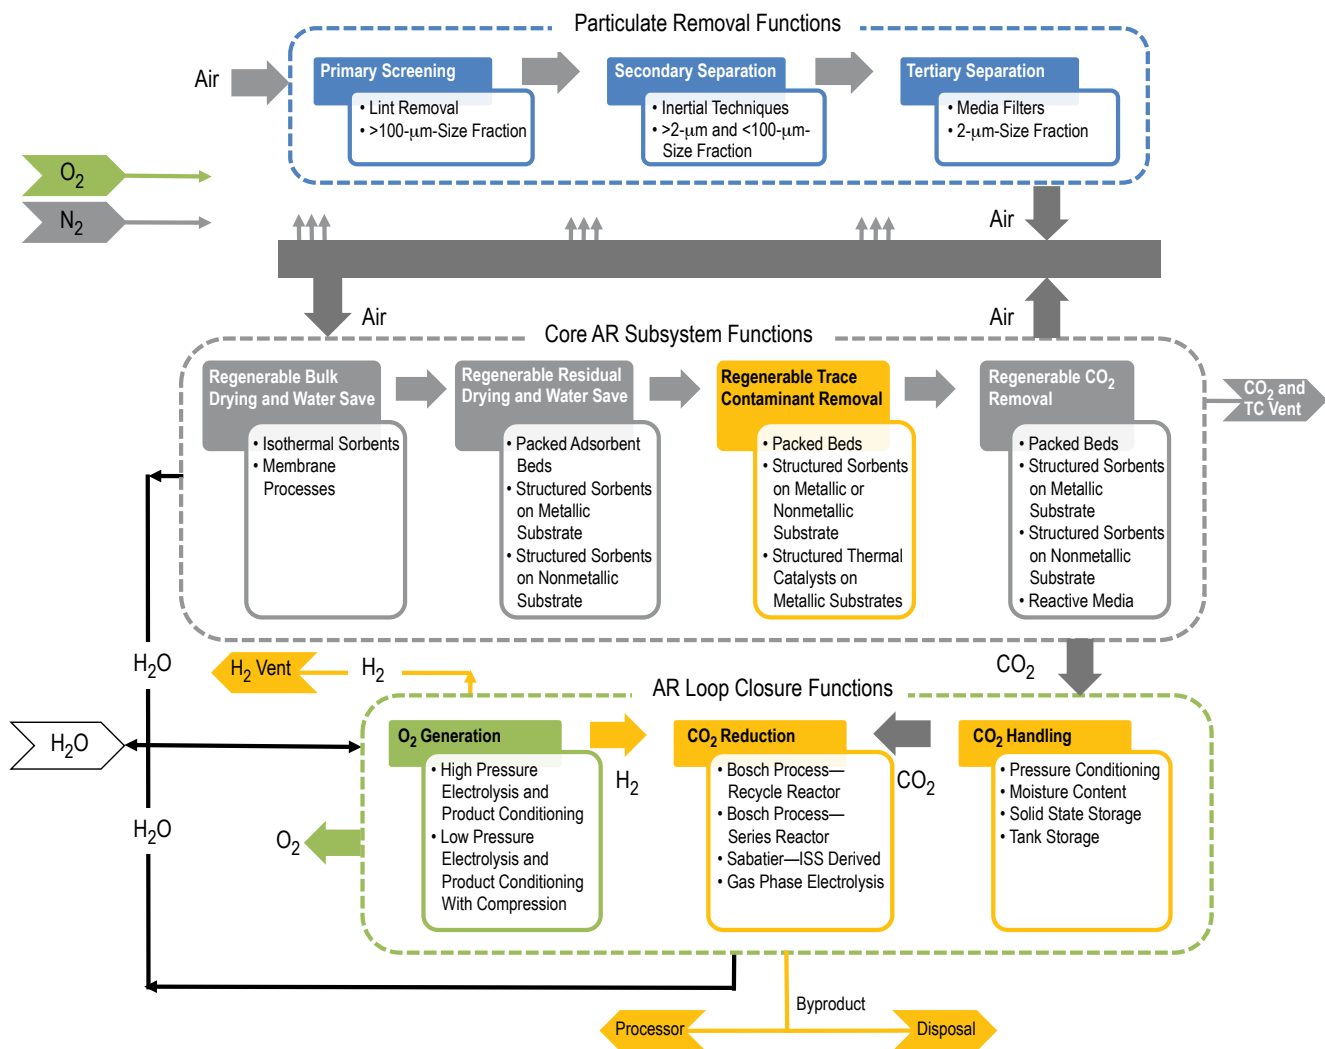 Particulate Removal Functions
Air
Primary Screening
• Lint Removal
• >100-μm-Size Fraction
Secondary Separation
• Inertial Techniques
• >2-μm and <100-μm-
Size Fraction
Tertiary Separation
• Media Filters
• 2-μm-Size Fraction
O2
N2
Air
Air
Air
Core AR Subsystem Functions
Regenerable Bulk
Drying and Water Save
• Isothermal Sorbents
• Membrane
Processes
Regenerable Residual
Drying and Water Save
• Packed Adsorbent
Beds
• Structured Sorbents
on Metallic
Substrate
• Structured Sorbents
on Nonmetallic
Substrate
Regenerable Trace
Contaminant Removal
• Packed Beds
• Structured Sorbents
on Metallic or
Nonmetallic
Substrate
• Structured Thermal
Catalysts on
Metallic Substrates
Regenerable CO2
Removal
• Packed Beds
• Structured Sorbents
on Metallic
Substrate
• Structured Sorbents
on Nonmetallic
Substrate
• Reactive Media
CO2 and
TC Vent
H2O
H2 Vent
H2
CO2
AR Loop Closure Functions
H2O
O2 Generation
• High Pressure
Electrolysis and
Product Conditioning
• Low Pressure
Electrolysis and
Product Conditioning
With Compression
H2
CO2 Reduction
• Bosch Process—
Recycle Reactor
• Bosch Process—
Series Reactor
• Sabatier—ISS Derived
• Gas Phase Electrolysis
CO2
CO2 Handling
• Pressure Conditioning
• Moisture Content
• Solid State Storage
• Tank Storage
H2O
O2
Byproduct
Processor
Disposal